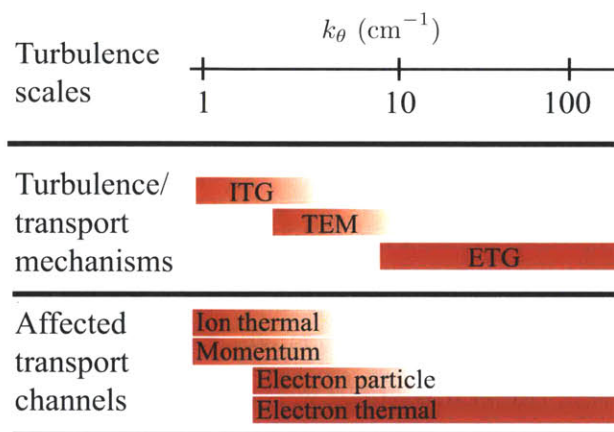 k_θ (cm⁻¹)
Turbulence
scales
1 10 100
Turbulence/
transport
mechanisms
ITG
TEM
ETG
Affected
transport
channels
Ion thermal
Momentum
Electron particle
Electron thermal